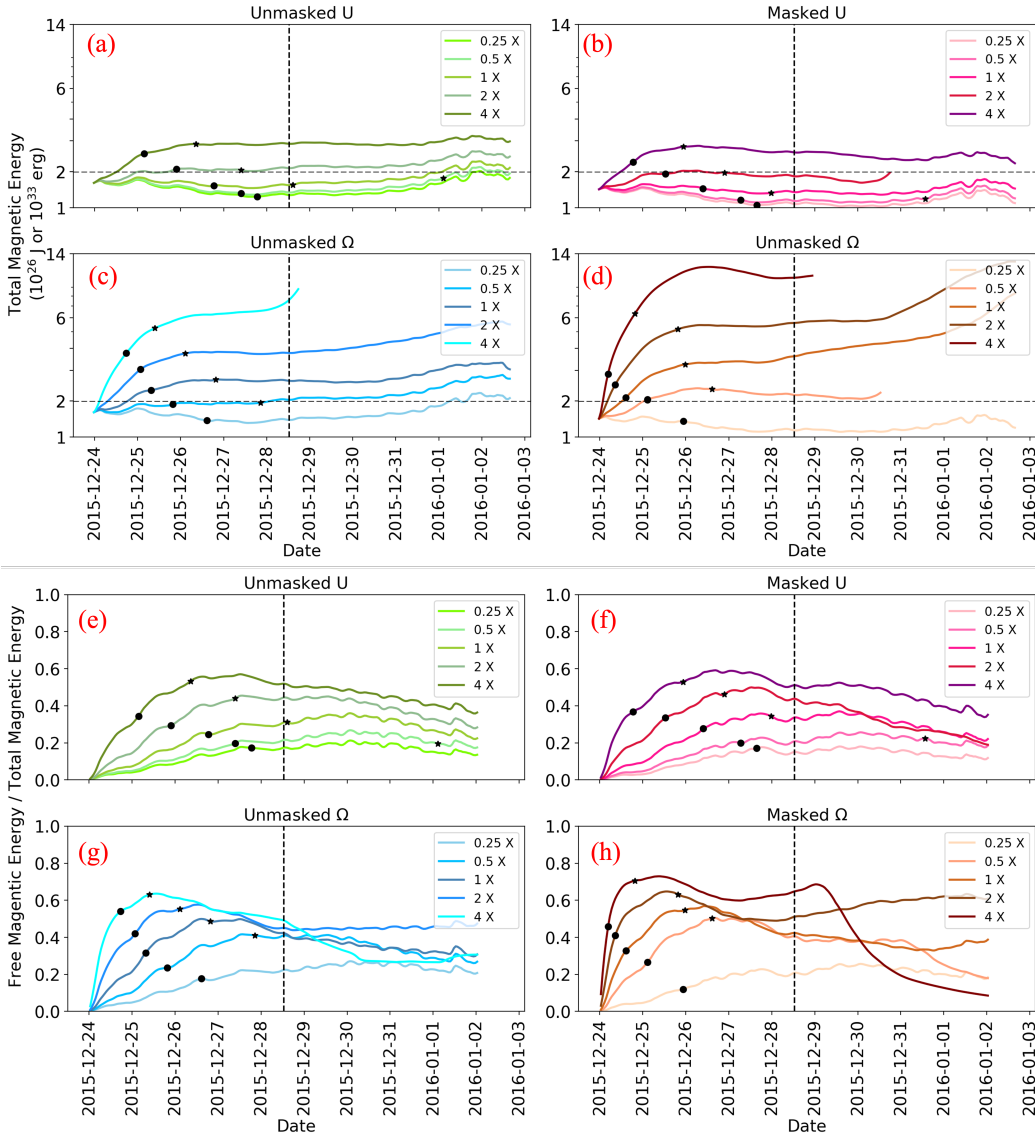 Unmasked U
Masked U
(a)
(b)
14
6
2
1
0.25 X
0.5 X
1 X
2 X
4 X
14
6
2
1
0.25 X
0.5 X
1 X
2 X
4 X
Total Magnetic Energy
(10²⁶ J or 10³³ erg)
Unmasked Ω
Unmasked Ω
(c)
(d)
14
6
2
1
0.25 X
0.5 X
1 X
2 X
4 X
14
6
2
1
0.25 X
0.5 X
1 X
2 X
4 X
2015-12-24
2015-12-25
2015-12-26
2015-12-27
2015-12-28
2015-12-29
2015-12-30
2015-12-31
2016-01-01
2016-01-02
2016-01-03
Date
2015-12-24
2015-12-25
2015-12-26
2015-12-27
2015-12-28
2015-12-29
2015-12-30
2015-12-31
2016-01-01
2016-01-02
2016-01-03
Date
Unmasked U
Masked U
(e)
(f)
1.0
0.8
0.6
0.4
0.2
0.0
0.25 X
0.5 X
1 X
2 X
4 X
1.0
0.8
0.6
0.4
0.2
0.0
0.25 X
0.5 X
1 X
2 X
4 X
Free Magentic Energy / Total Magnetic Energy
Unmasked Ω
Masked Ω
(g)
(h)
1.0
0.8
0.6
0.4
0.2
0.0
0.25 X
0.5 X
1 X
2 X
4 X
1.0
0.8
0.6
0.4
0.2
0.0
0.25 X
0.5 X
1 X
2 X
4 X
2015-12-24
2015-12-25
2015-12-26
2015-12-27
2015-12-28
2015-12-29
2015-12-30
2015-12-31
2016-01-01
2016-01-02
2016-01-03
Date
2015-12-24
2015-12-25
2015-12-26
2015-12-27
2015-12-28
2015-12-29
2015-12-30
2015-12-31
2016-01-01
2016-01-02
2016-01-03
Date